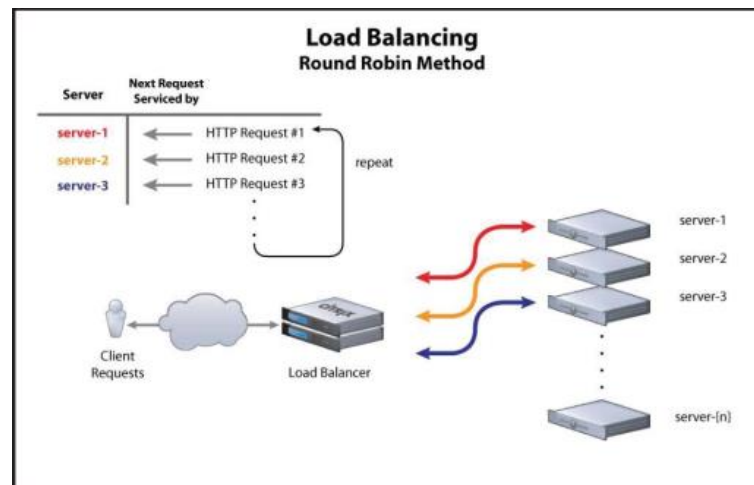 Load Balancing
Round Robin Method
Server
Next Request
Serviced by
server-1
HTTP Request #1
server-2
HTTP Request #2
server-3
HTTP Request #3
repeat
server-1
server-2
server-3
citrix
Client
Requests
Load Balancer
server-{n}